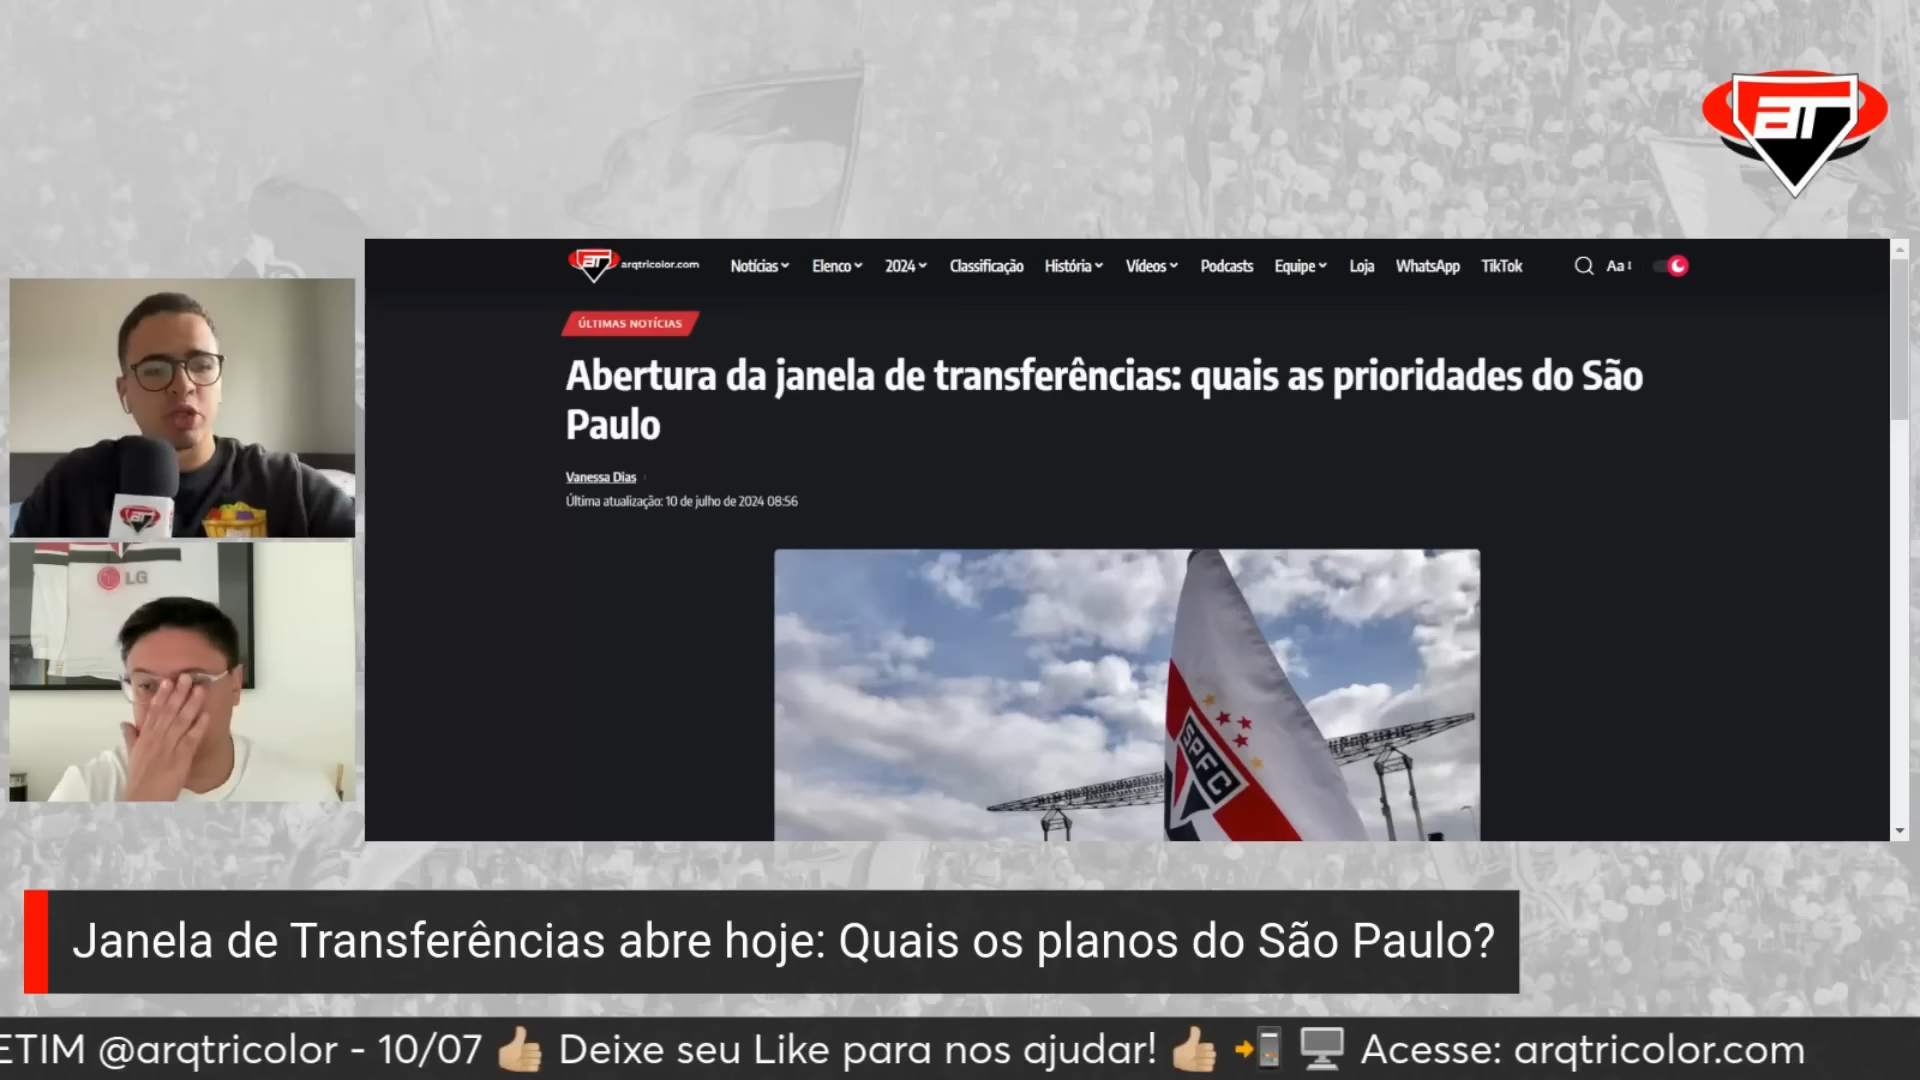 AT
AT arqtricolor.com Notícias Elenco 2024 Classificação História Vídeos Podcasts Equipe Loja WhatsApp TikTok Aa
ÚLTIMAS NOTÍCIAS
Abertura da janela de transferências: quais as prioridades do São
Paulo
Vanessa Dias
Última atualização: 10 de julho de 2024 08:56
AT
LG
SPFC
Janela de Transferências abre hoje: Quais os planos do São Paulo?
ETIM @arqtricolor - 10/07 👍🏼 Deixe seu Like para nos ajudar! 👍🏼 📲 🖥️ Acesse: arqtricolor.com